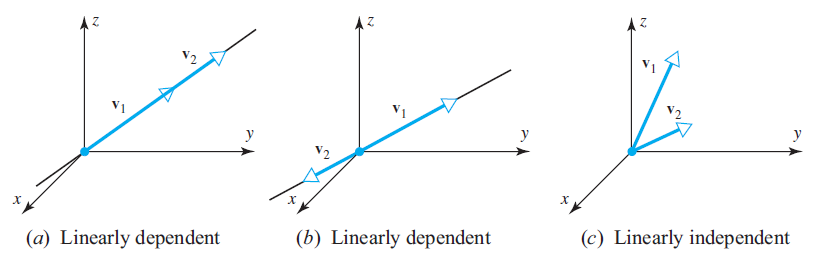 z
v2
v1
y
x
(a) Linearly dependent
z
v1
y
v2
x
(b) Linearly dependent
z
v1
v2
y
x
(c) Linearly independent